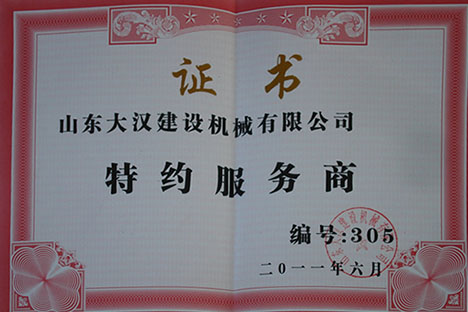 证书
山东大汉建设机械有限公司
特约服务商
编号:305
二〇一一年六月